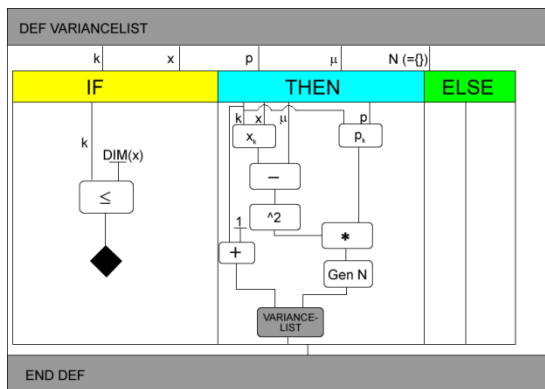 DEF VARIANCELIST
k x p μ N (={})
IF THEN ELSE
k x μ p
k
DIM(x)
≤
xk
pk
−
^2
1
+
*
Gen N
VARIANCE-
LIST
END DEF